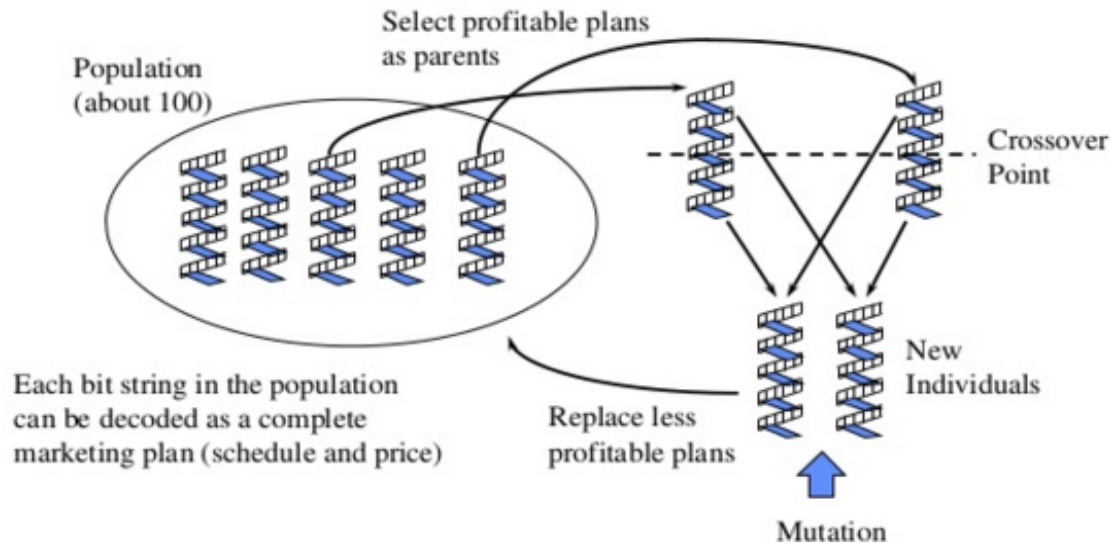 Select profitable plans
as parents
Population
(about 100)
Crossover
Point
New
Individuals
Each bit string in the population
can be decoded as a complete
marketing plan (schedule and price)
Replace less
profitable plans
Mutation